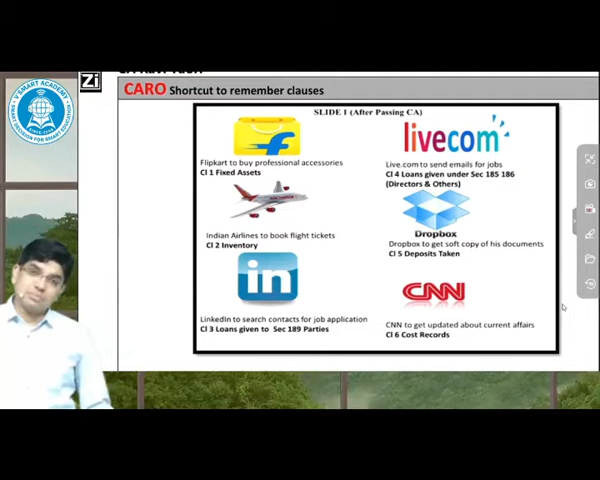 Zi
CARO Shortcut to remember clauses
V SMART ACADEMY
SLIDE 1 (After Passing CA)
Flipkart to buy professional accessories
Cl 1 Fixed Assets
livecom
Live.com to send emails for jobs
Cl 4 Loans given under Sec 185 186
(Directors & Others)
Indian Airlines to book flight tickets
Cl 2 Inventory
Dropbox
Dropbox to get soft copy of his documents
Cl 5 Deposits Taken
in
LinkedIn to search contacts for job application
Cl 3 Loans given to Sec 189 Parties
CNN
CNN to get updated about current affairs
Cl 6 Cost Records